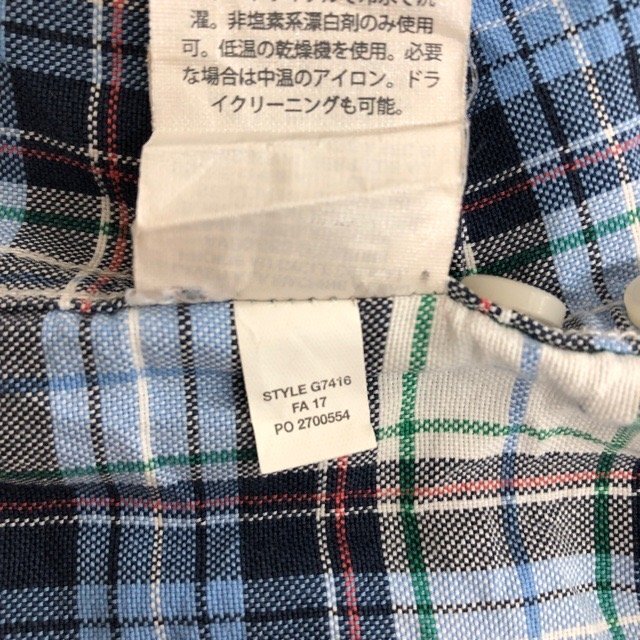 濯。非塩素系漂白剤のみ使用
可。低温の乾燥機を使用。必要
な場合は中温のアイロン。ドラ
イクリーニングも可能。
STYLE G7416
FA 17
PO 2700554